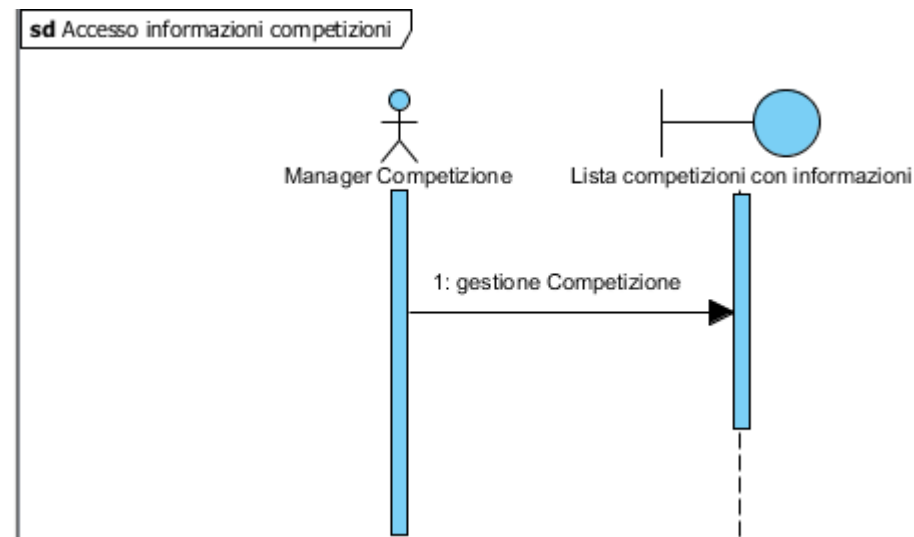 sd Accesso informazioni competizioni
Manager Competizione
Lista competizioni con informazioni
1: gestione Competizione